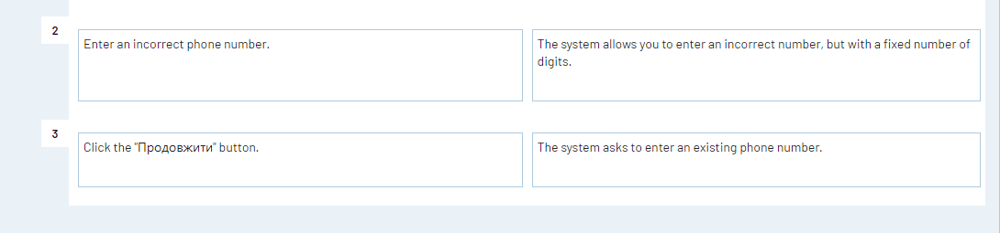 2
Enter an incorrect phone number.
The system allows you to enter an incorrect number, but with a fixed number of
digits.
3
Click the "Продовжити" button.
The system asks to enter an existing phone number.